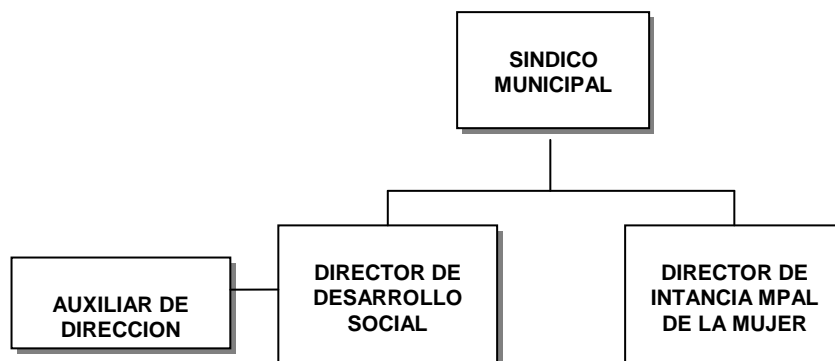 SINDICO
MUNICIPAL
AUXILIAR DE
DIRECCION
DIRECTOR DE
DESARROLLO
SOCIAL
DIRECTOR DE
INTANCIA MPAL
DE LA MUJER